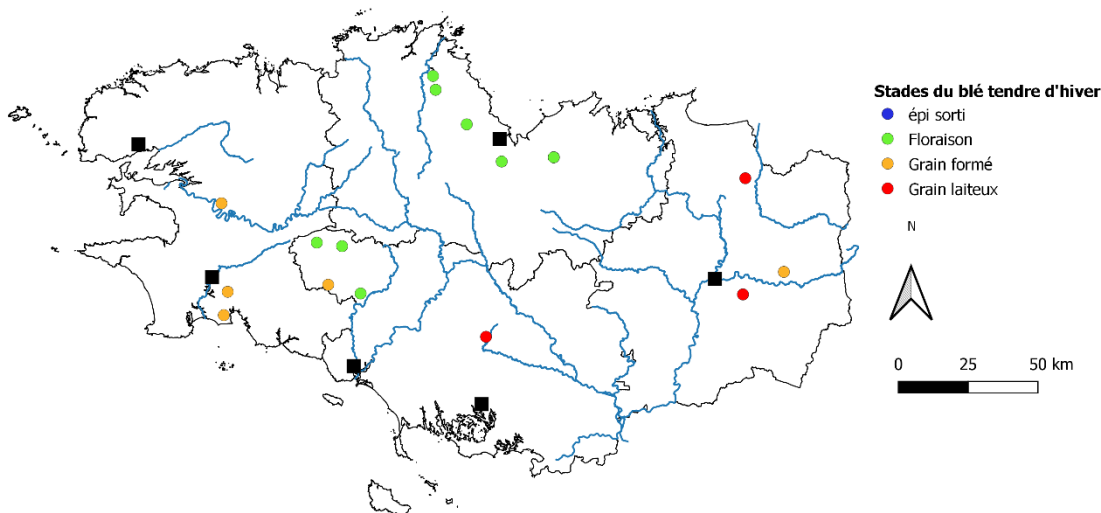 Stades du blé tendre d'hiver
épi sorti
Floraison
Grain formé
Grain laiteux
N
0 25 50 km